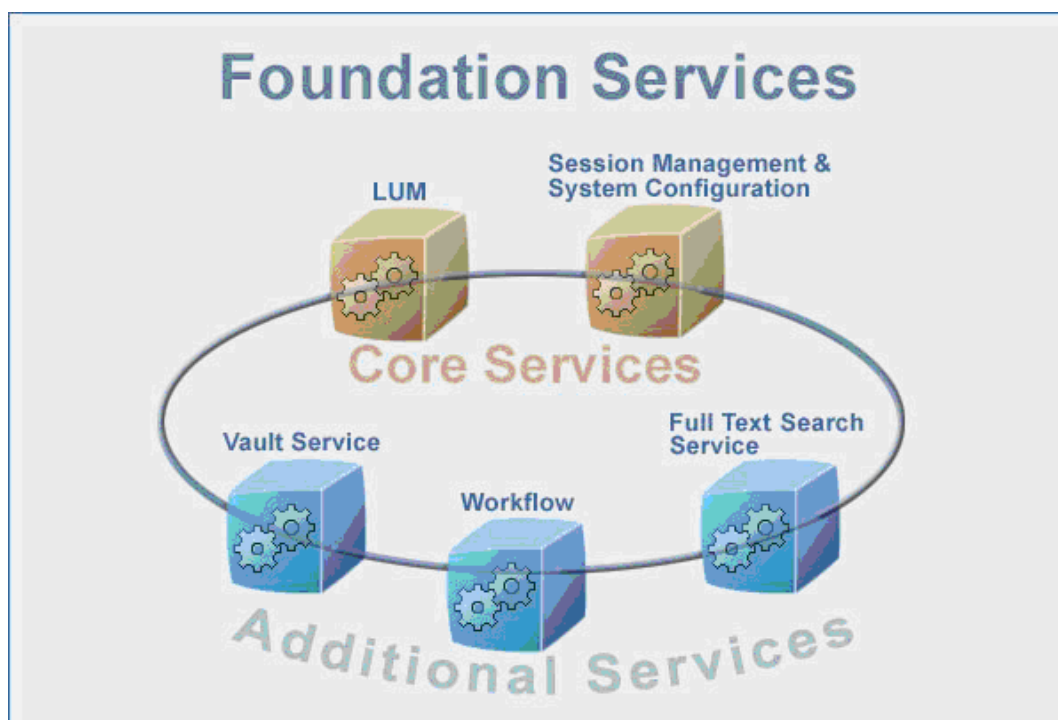 Foundation Services
LUM
Session Management &
System Configuration
Core Services
Vault Service
Full Text Search
Service
Workflow
Additional Services